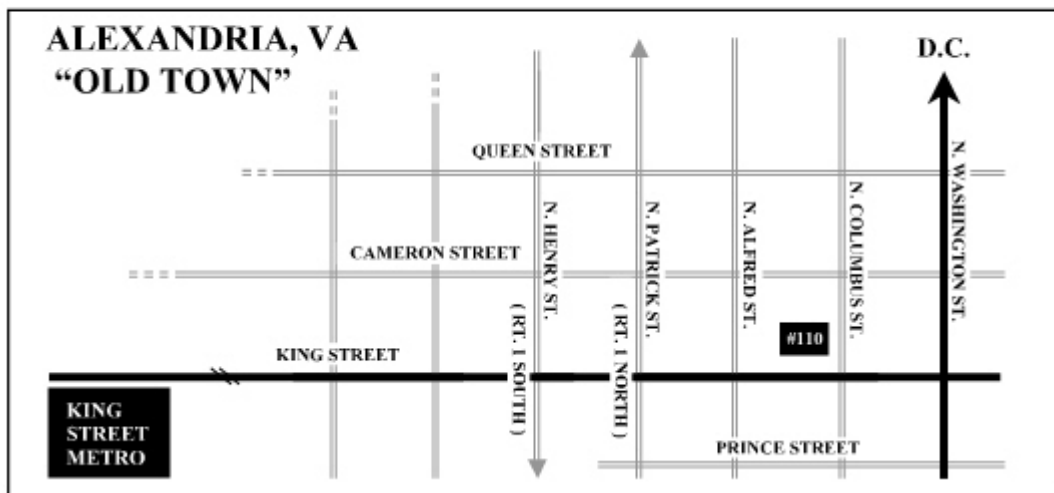 ALEXANDRIA, VA
“OLD TOWN”
D.C.
QUEEN STREET
CAMERON STREET
KING STREET
PRINCE STREET
N. HENRY ST.
( RT. 1 SOUTH )
N. PATRICK ST.
( RT. 1 NORTH )
N. ALFRED ST.
N. COLUMBUS ST.
N. WASHINGTON ST.
#110
KING
STREET
METRO